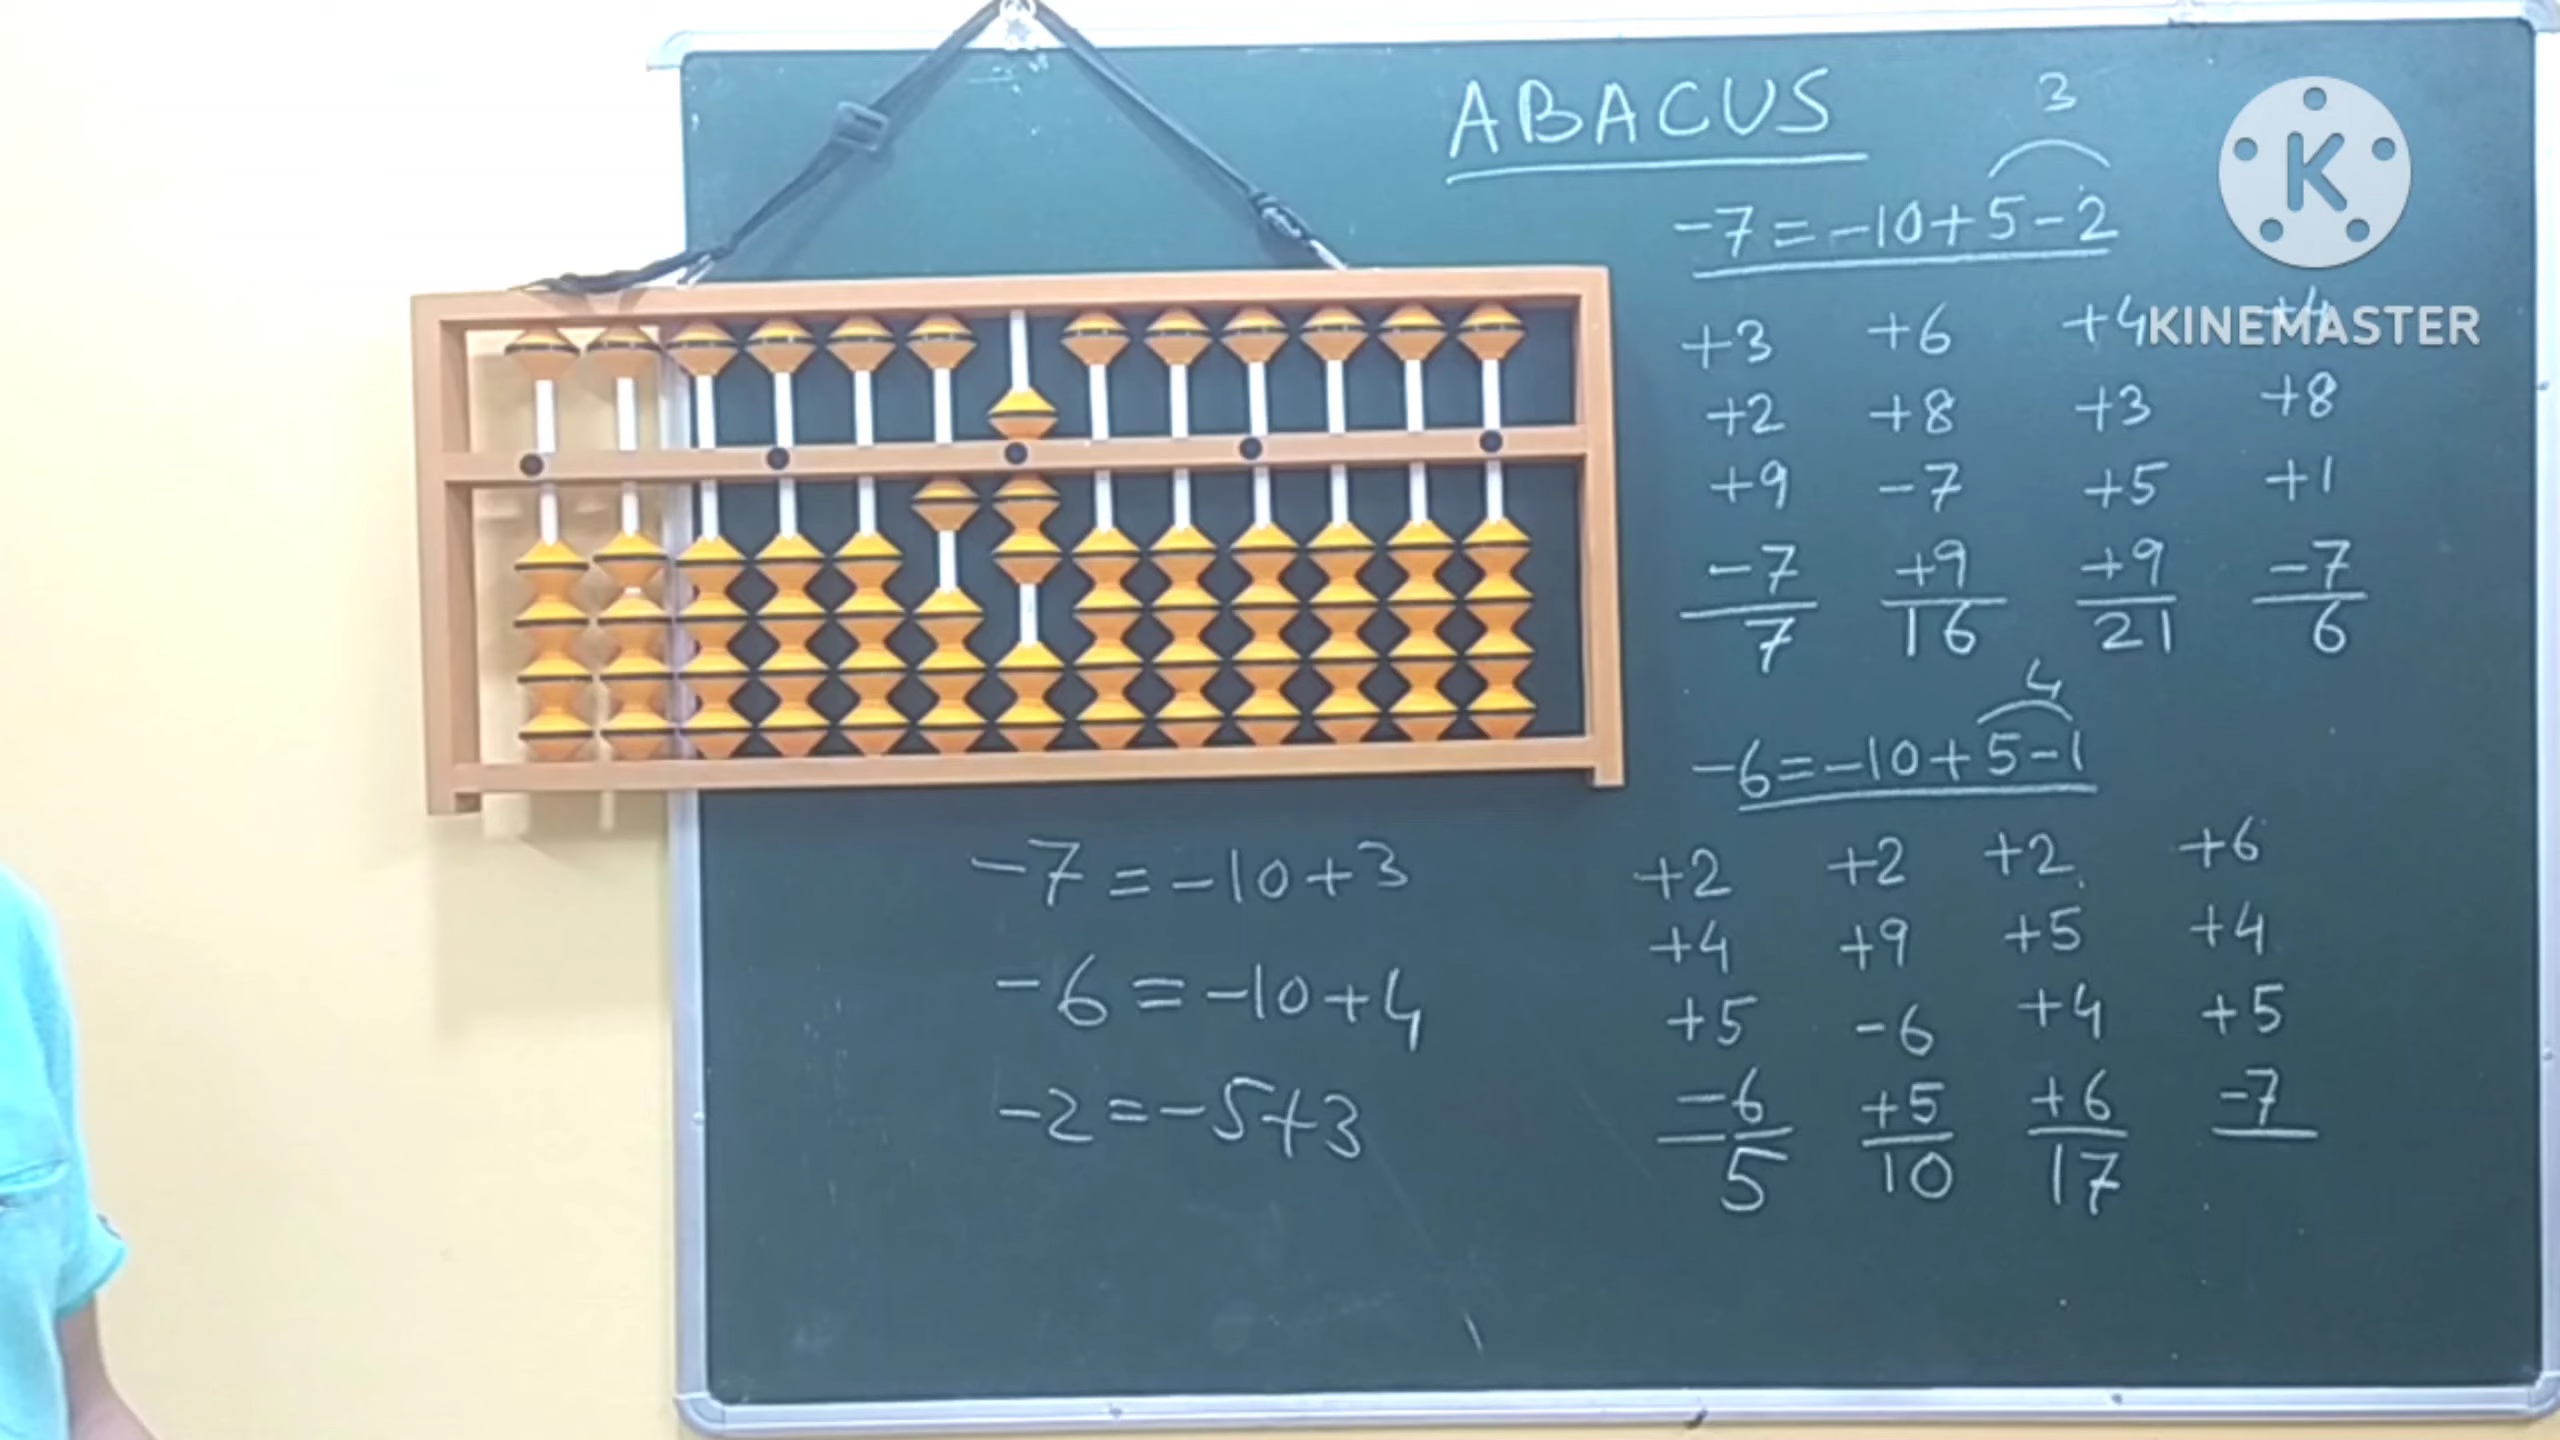 ABACUS
3
-7=-10+5-2
+3 +6 +4 +4
+2 +8 +3 +8
+9 -7 +5 +1
-7 +9 +9 -7
7 16 21 6
4
-6=-10+5-1
+2 +2 +2 +6
+4 +9 +5 +4
+5 -6 +4 +5
-6 +5 +6 -7
5 10 17
-7=-10+3
-6=-10+4
-2=-5+3
K
KINEMASTER